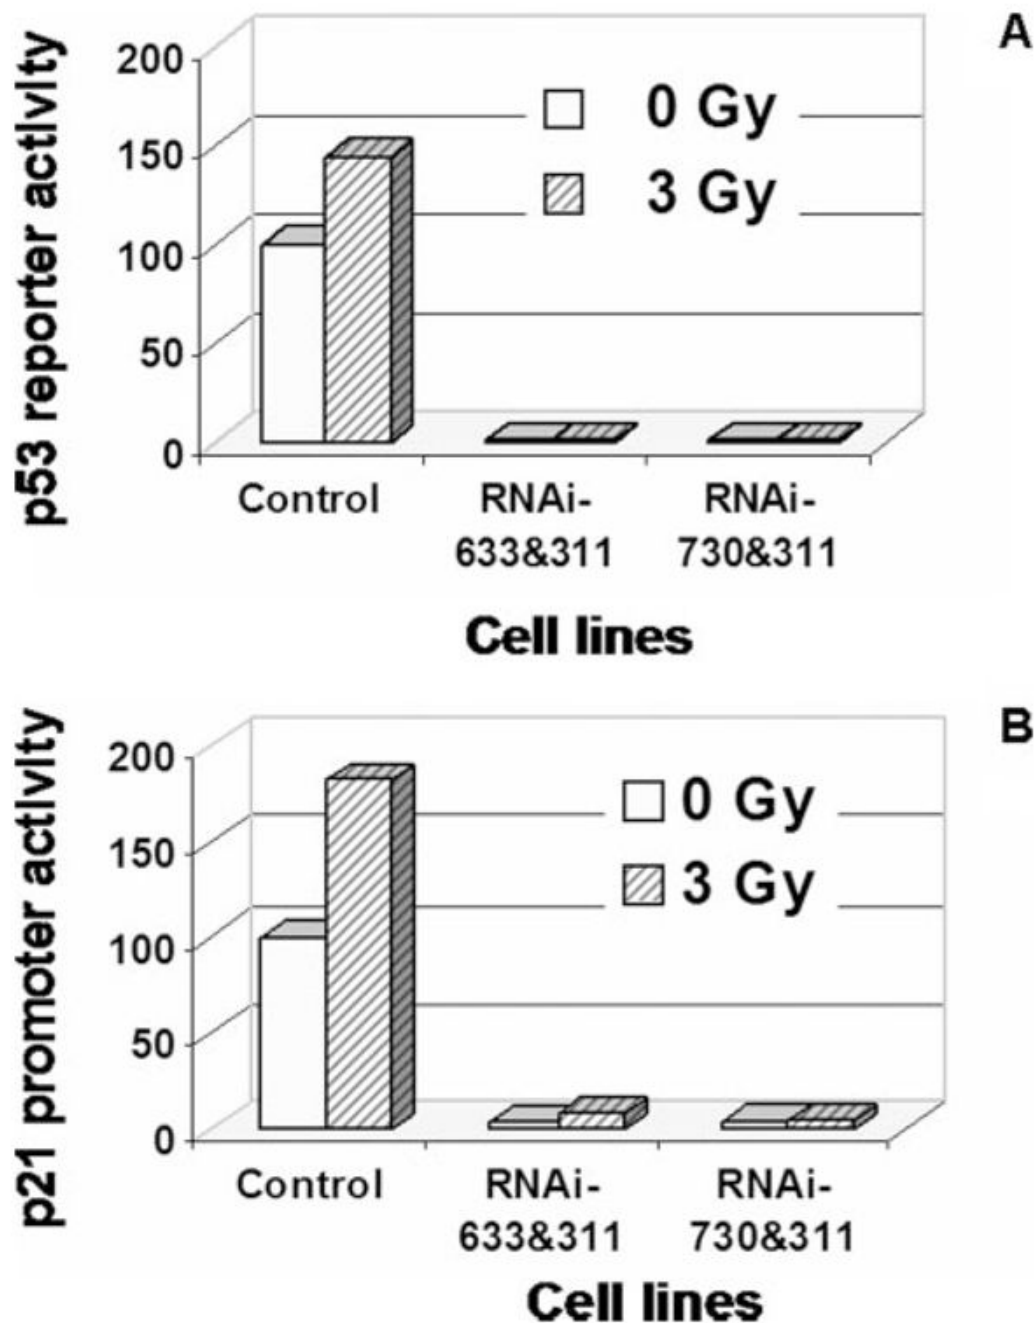 A
p53 reporter activity
200
150
100
50
0
0 Gy
3 Gy
Control
RNAi-
633&311
RNAi-
730&311
Cell lines
B
p21 promoter activity
200
150
100
50
0
0 Gy
3 Gy
Control
RNAi-
633&311
RNAi-
730&311
Cell lines